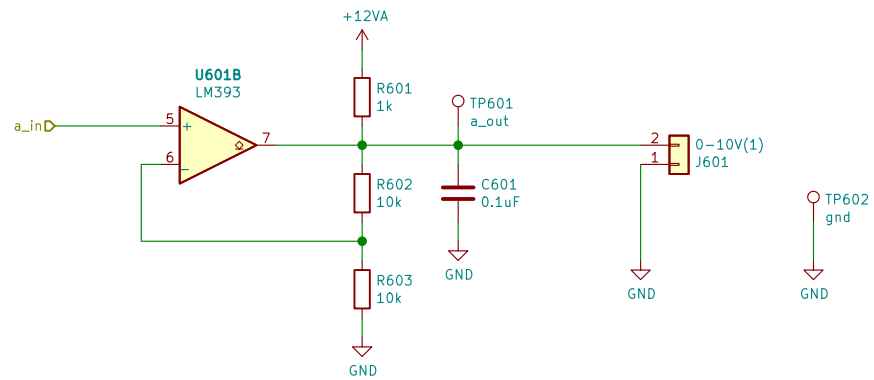 +12VA
U601B
LM393
R601
1k
TP601
a_out
a_in
5
+
7
6
-
2
0-10V(1)
1
J601
R602
10k
C601
0.1uF
TP602
gnd
R603
10k
GND
GND
GND
GND